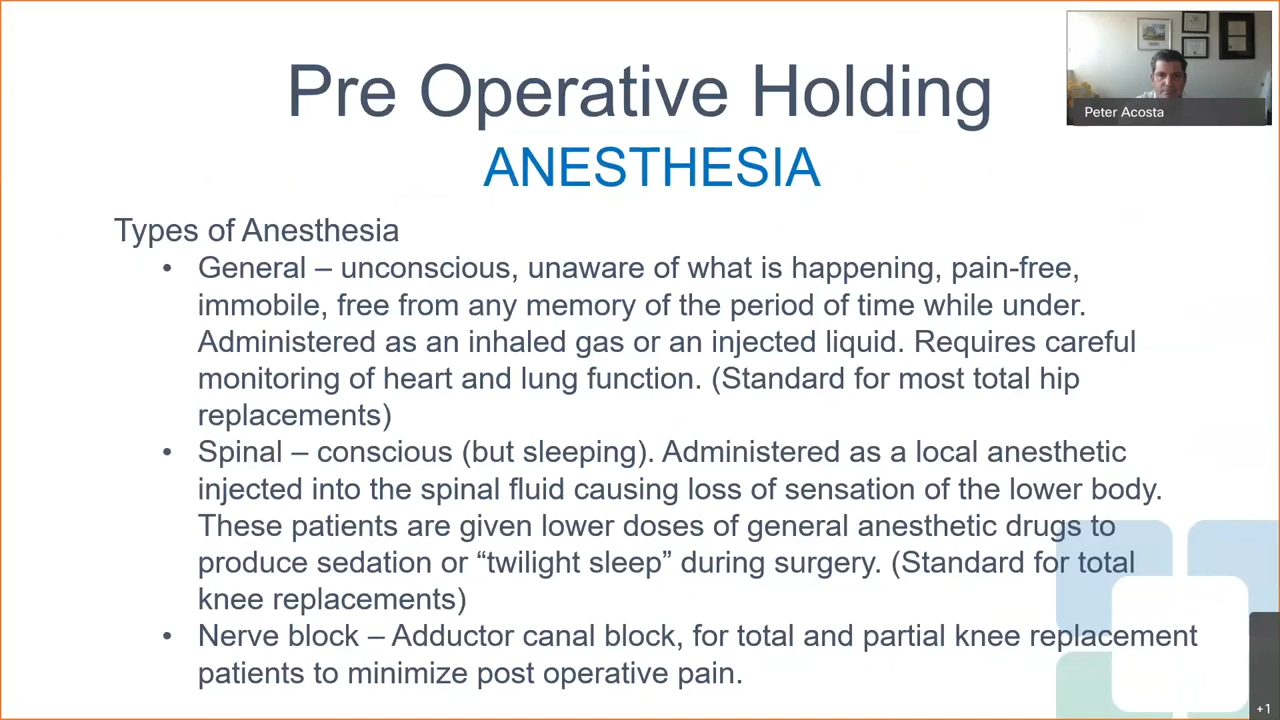 Pre Operative Holding
ANESTHESIA
Peter Acosta
Types of Anesthesia
• General – unconscious, unaware of what is happening, pain-free,
immobile, free from any memory of the period of time while under.
Administered as an inhaled gas or an injected liquid. Requires careful
monitoring of heart and lung function. (Standard for most total hip
replacements)
• Spinal – conscious (but sleeping). Administered as a local anesthetic
injected into the spinal fluid causing loss of sensation of the lower body.
These patients are given lower doses of general anesthetic drugs to
produce sedation or “twilight sleep” during surgery. (Standard for total
knee replacements)
• Nerve block – Adductor canal block, for total and partial knee replacement
patients to minimize post operative pain.
+1